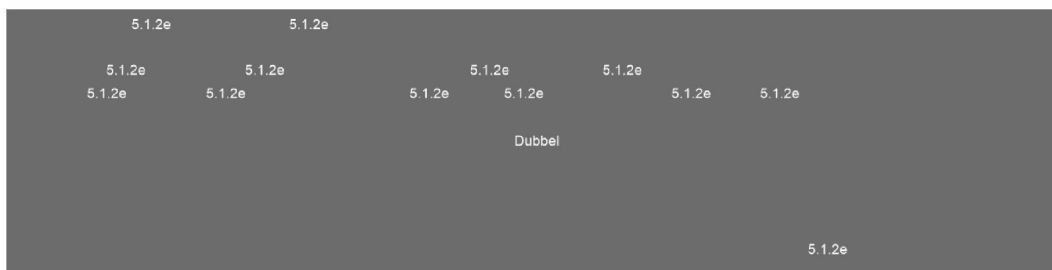 5.1.2e 5.1.2e
5.1.2e 5.1.2e 5.1.2e 5.1.2e
5.1.2e 5.1.2e 5.1.2e 5.1.2e 5.1.2e 5.1.2e
Dubbel
5.1.2e